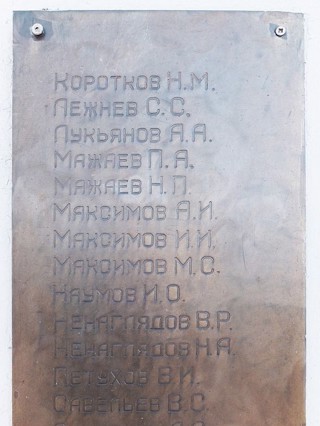 Коротков Н.М.
Лежнев С.С.
Лукьянов А.А.
Мажаев П.А.
Мажаев Н.П.
Максимов А.И.
Максимов И.И.
Максимов М.С.
Наумов И.О.
Ненаглядов В.Р.
Ненаглядов Н.А.
Петухов В.И.
Савельев В.С.